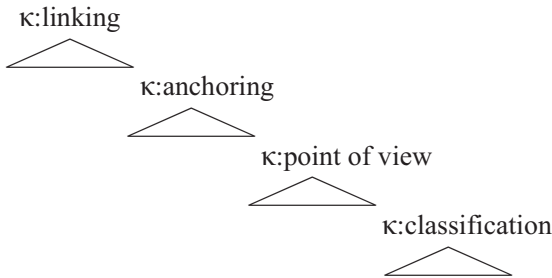 κ:linking
κ:anchoring
κ:point of view
κ:classification